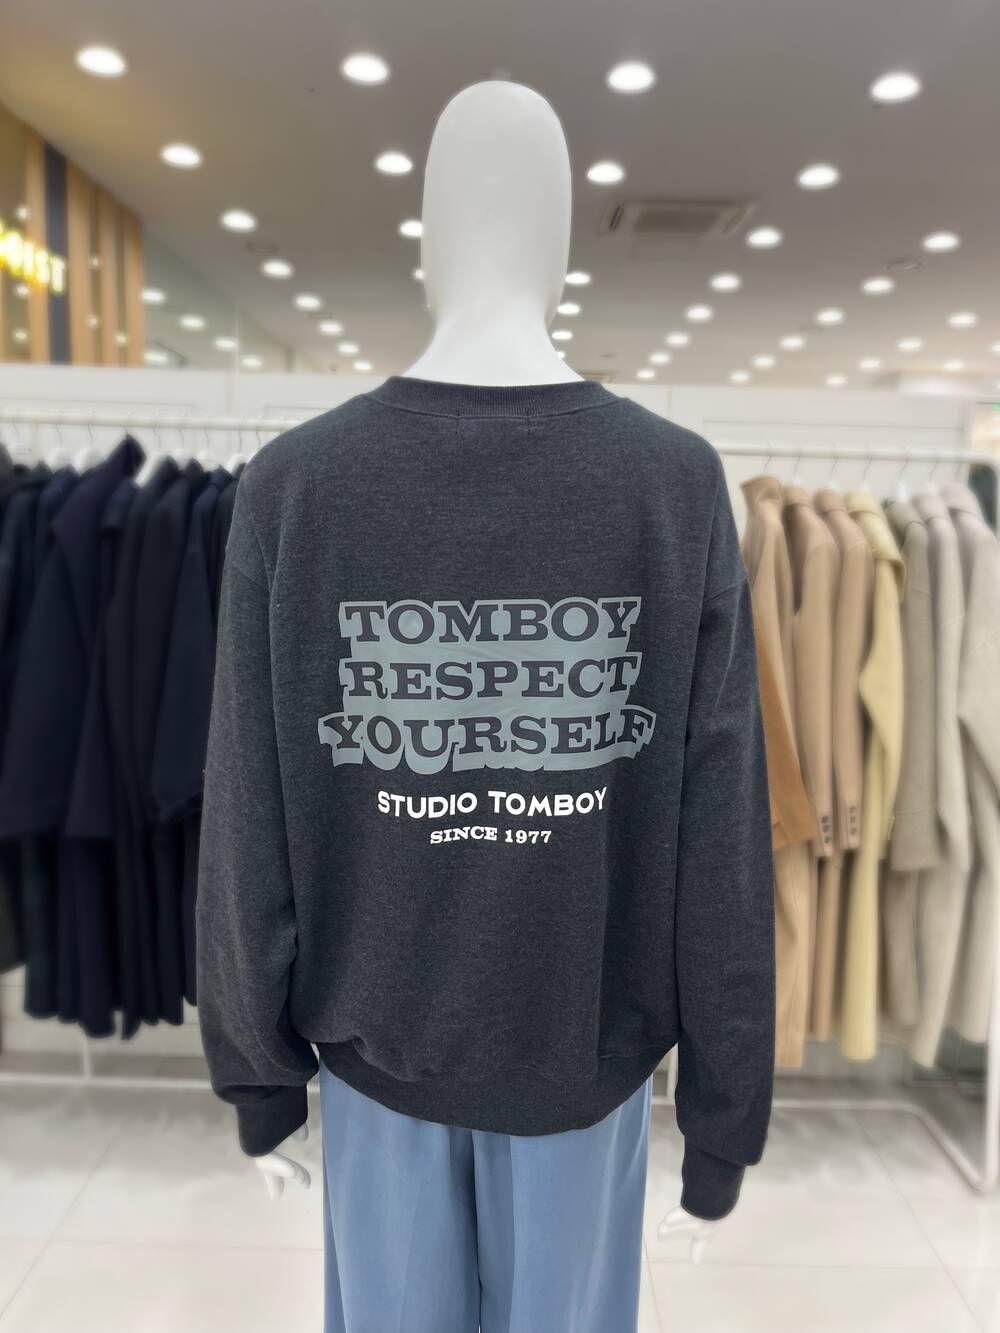 TOMBOY
RESPECT
YOURSELF
STUDIO TOMBOY
SINCE 1977